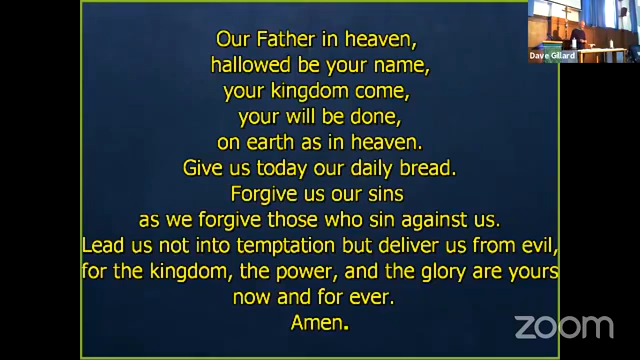 Our Father in heaven,
hallowed be your name,
your kingdom come,
your will be done,
on earth as in heaven.
Give us today our daily bread.
Forgive us our sins
as we forgive those who sin against us.
Lead us not into temptation but deliver us from evil,
for the kingdom, the power, and the glory are yours
now and for ever.
Amen.
Dave Gillard
zoom